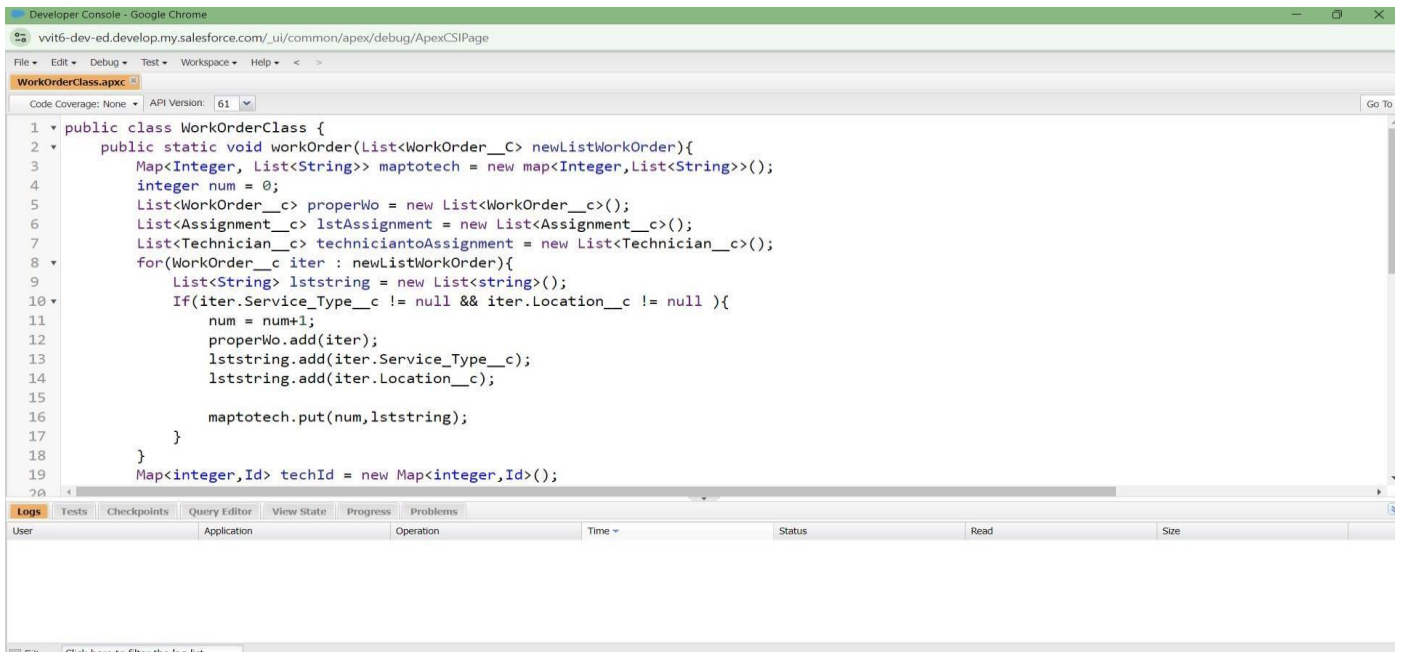 Developer Console - Google Chrome
vvit6-dev-ed.develop.my.salesforce.com/_ui/common/apex/debug/ApexCSIPage
File Edit Debug Test Workspace Help < >
WorkOrderClass.apxc
Code Coverage: None API Version: 61 Go To
1 public class WorkOrderClass {
2 public static void workOrder(List<WorkOrder__C> newListWorkOrder){
3 Map<Integer, List<String>> maptotech = new map<Integer,List<String>>();
4 integer num = 0;
5 List<WorkOrder__c> properWo = new List<WorkOrder__c>();
6 List<Assignment__c> lstAssignment = new List<Assignment__c>();
7 List<Technician__c> techniciantoAssignment = new List<Technician__c>();
8 for(WorkOrder__c iter : newListWorkOrder){
9 List<String> lststring = new List<string>();
10 If(iter.Service_Type__c != null && iter.Location__c != null ){
11 num = num+1;
12 properWo.add(iter);
13 lststring.add(iter.Service_Type__c);
14 lststring.add(iter.Location__c);
15
16 maptotech.put(num,lststring);
17 }
18 }
19 Map<integer,Id> techId = new Map<integer,Id>();
20
Logs Tests Checkpoints Query Editor View State Progress Problems
User Application Operation Time Status Read Size
Click here to filter the log list